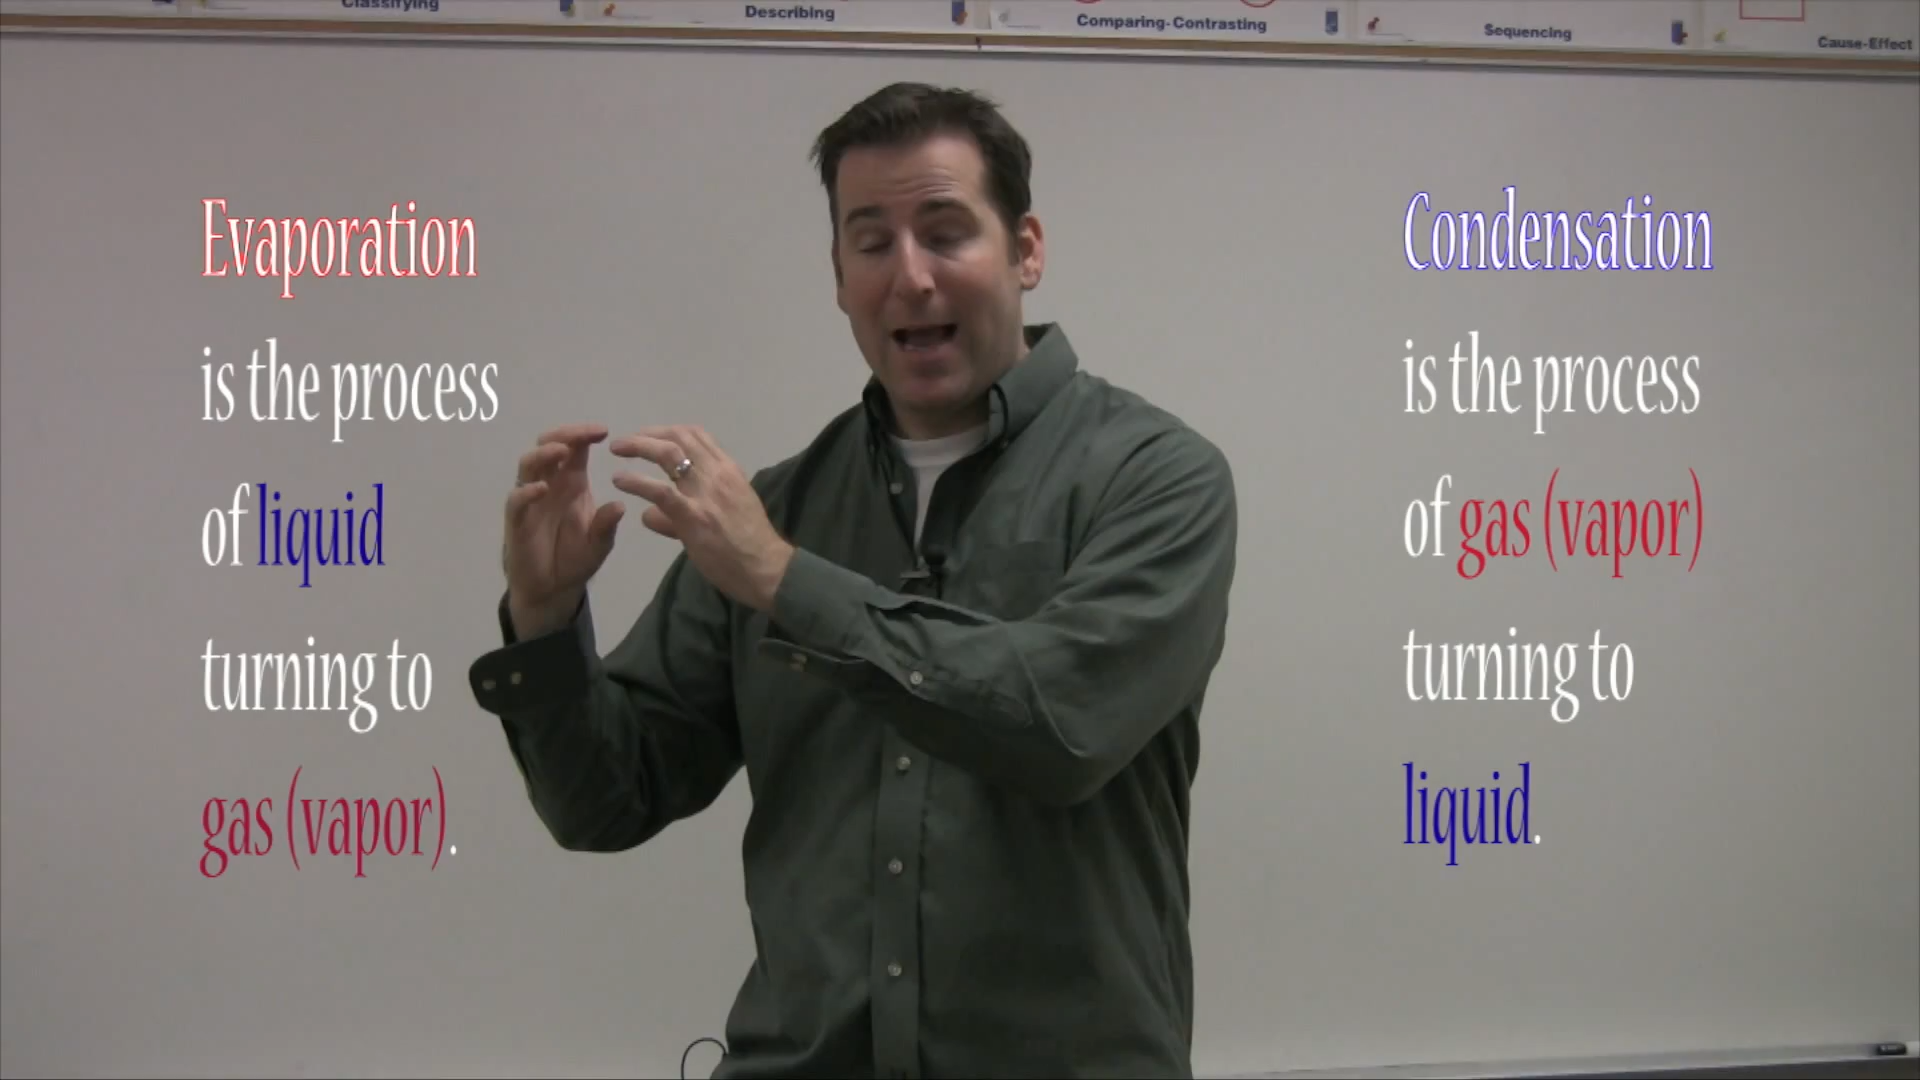 Classifying
Describing
Comparing-Contrasting
Sequencing
Cause-Effect
Evaporation
is the process
of liquid
turning to
gas (vapor).
Condensation
is the process
of gas (vapor)
turning to
liquid.